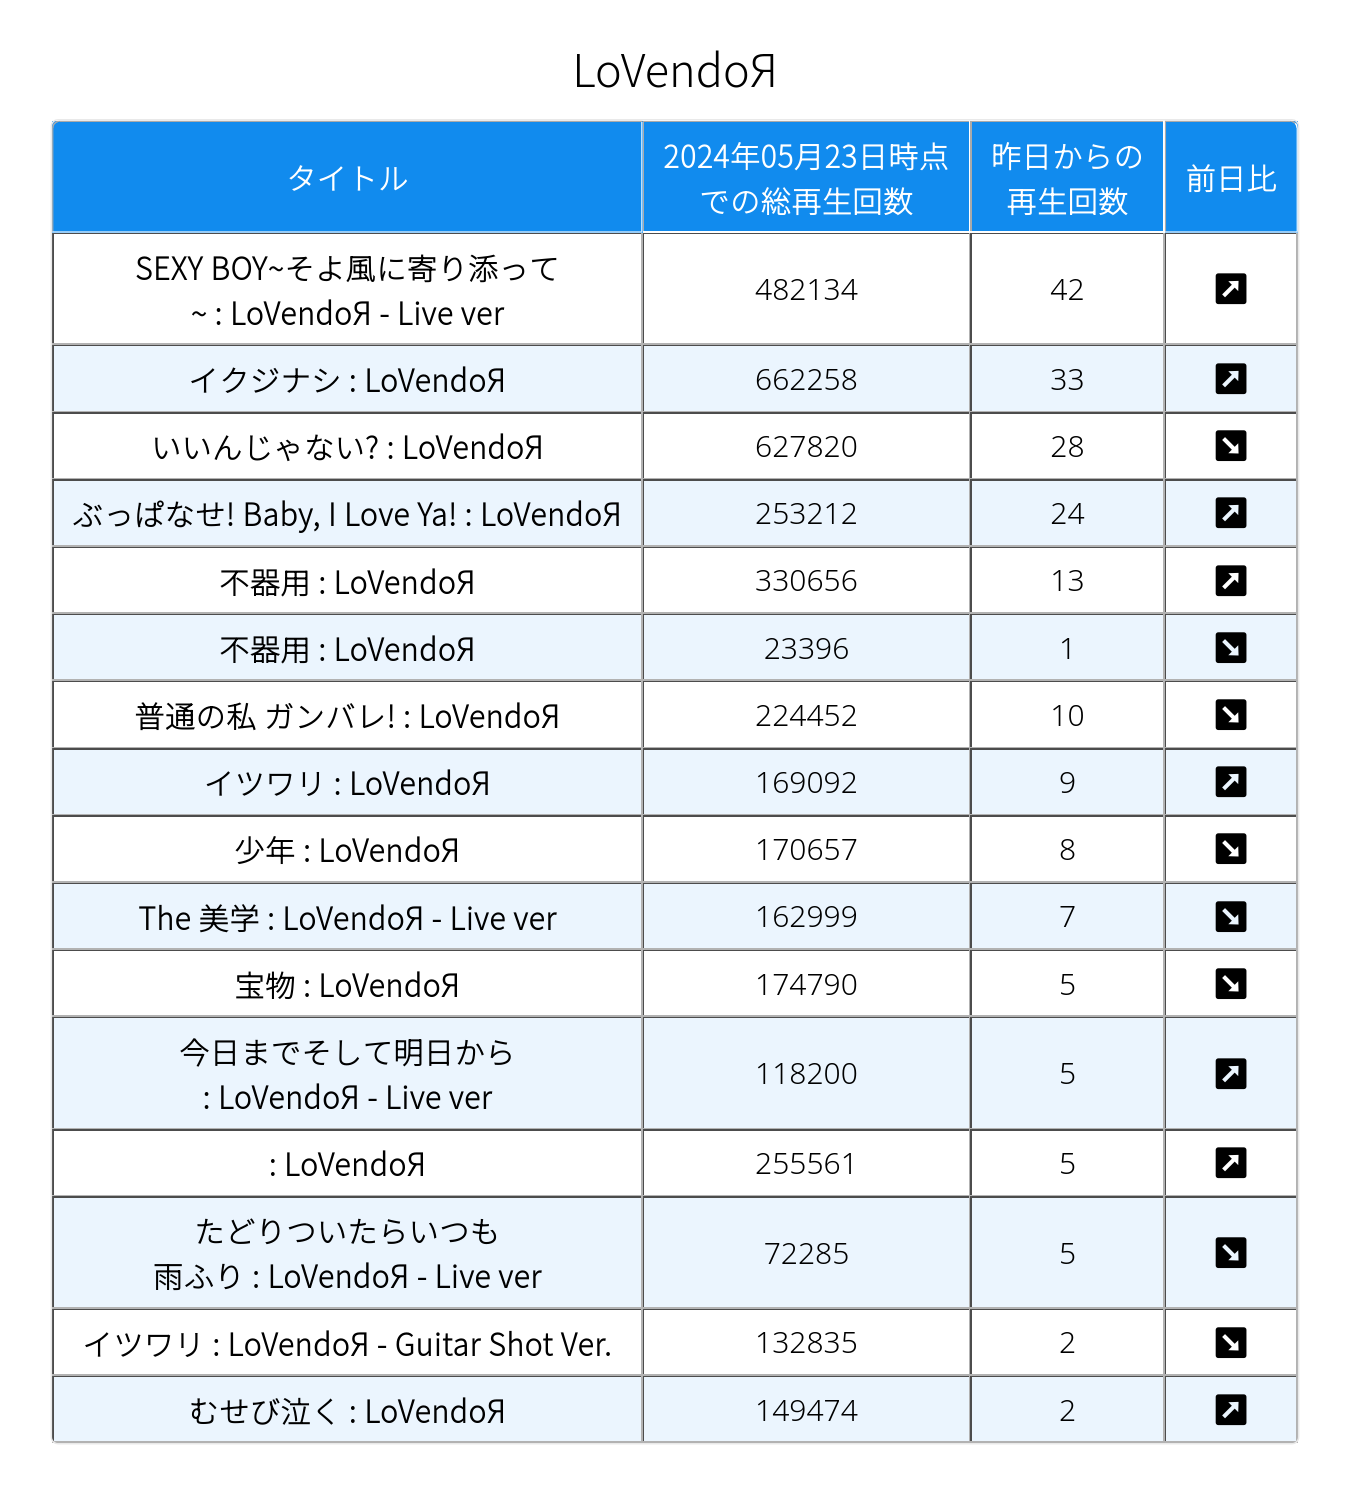 LoVendoЯ
タイトル
2024年05月23日時点
での総再生回数
昨日からの
再生回数
前日比
SEXY BOY~そよ風に寄り添って
~ : LoVendoЯ - Live ver
482134
42
イクジナシ : LoVendoЯ
662258
33
いいんじゃない? : LoVendoЯ
627820
28
ぶっぱなせ! Baby, I Love Ya! : LoVendoЯ
253212
24
不器用 : LoVendoЯ
330656
13
不器用 : LoVendoЯ
23396
1
普通の私 ガンバレ! : LoVendoЯ
224452
10
イツワリ : LoVendoЯ
169092
9
少年 : LoVendoЯ
170657
8
The 美学 : LoVendoЯ - Live ver
162999
7
宝物 : LoVendoЯ
174790
5
今日までそして明日から
: LoVendoЯ - Live ver
118200
5
: LoVendoЯ
255561
5
たどりついたらいつも
雨ふり : LoVendoЯ - Live ver
72285
5
イツワリ : LoVendoЯ - Guitar Shot Ver.
132835
2
むせび泣く : LoVendoЯ
149474
2